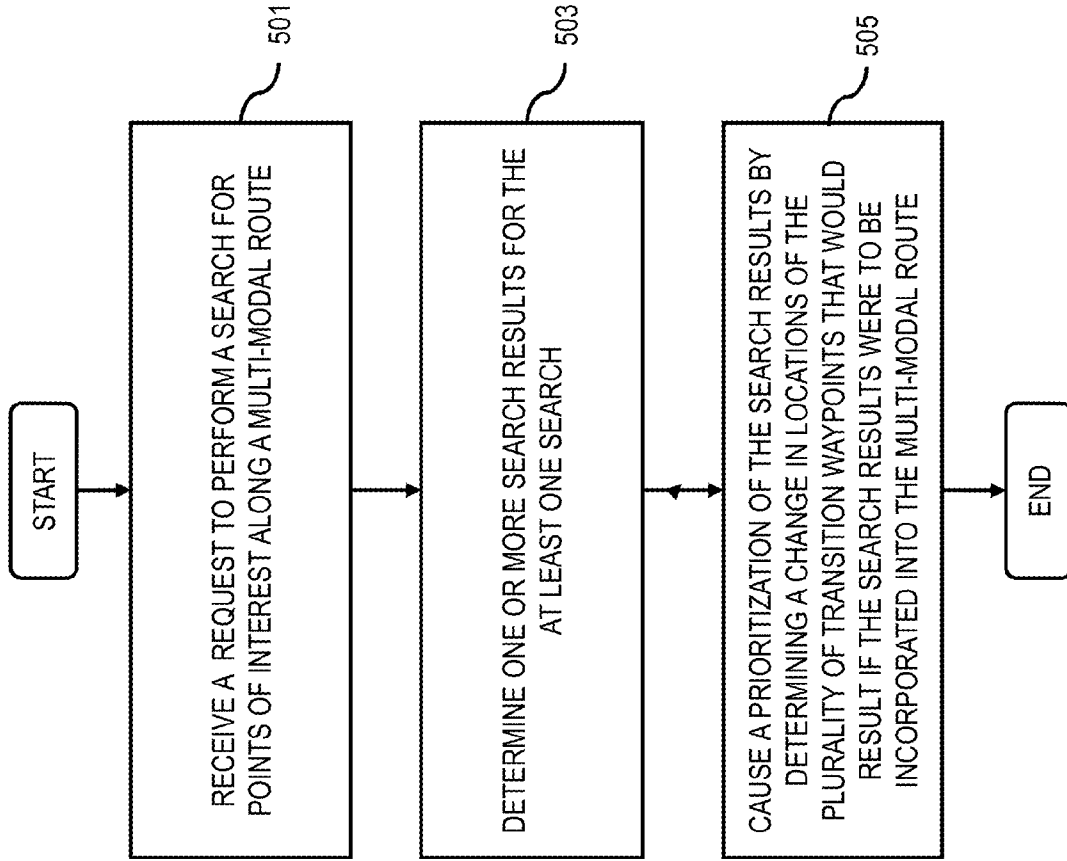 START
RECEIVE A REQUEST TO PERFORM A SEARCH FOR
POINTS OF INTEREST ALONG A MULTI-MODAL ROUTE
501
DETERMINE ONE OR MORE SEARCH RESULTS FOR THE
AT LEAST ONE SEARCH
503
CAUSE A PRIORITIZATION OF THE SEARCH RESULTS BY
DETERMINING A CHANGE IN LOCATIONS OF THE
PLURALITY OF TRANSITION WAYPOINTS THAT WOULD
RESULT IF THE SEARCH RESULTS WERE TO BE
INCORPORATED INTO THE MULTI-MODAL ROUTE
505
END